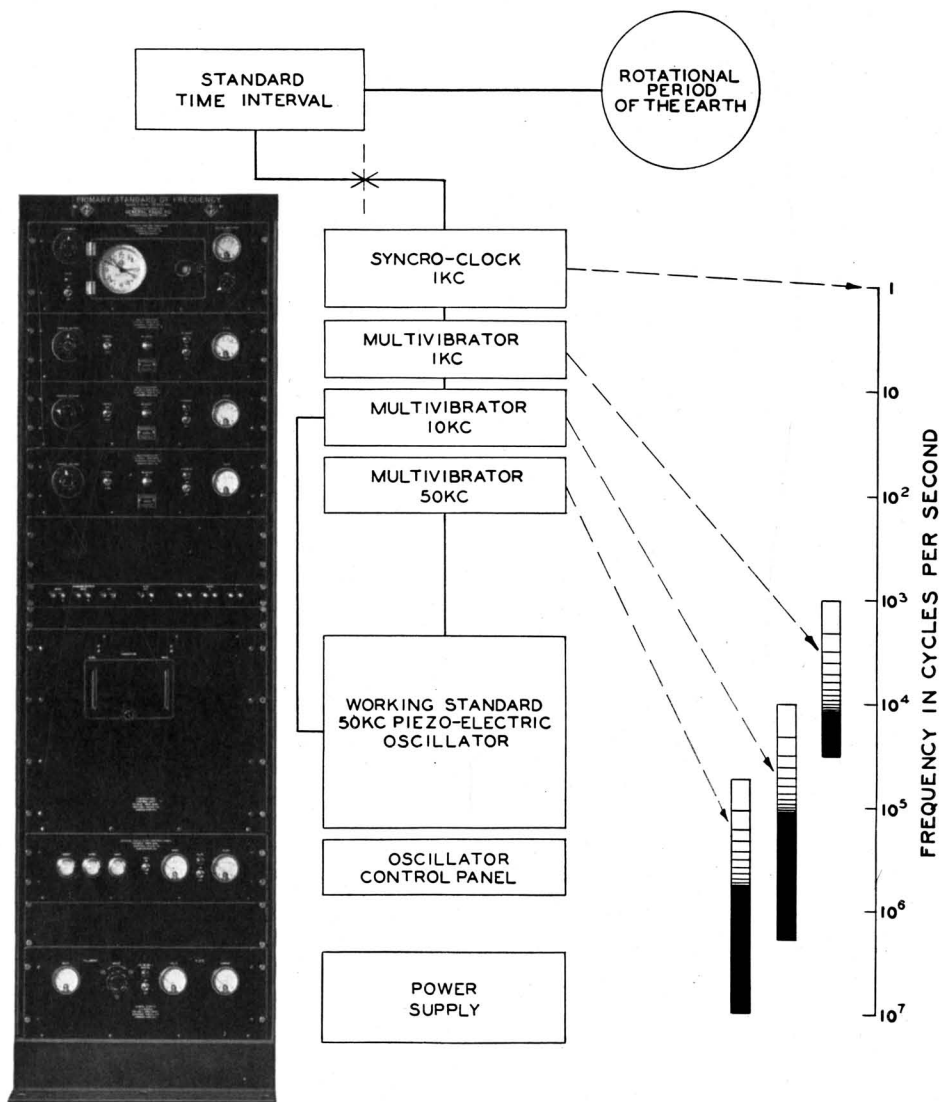 STANDARD
TIME INTERVAL
ROTATIONAL
PERIOD
OF THE EARTH
PRIMARY STANDARD OF FREQUENCY
SYNCRO-CLOCK
1KC
MULTIVIBRATOR
1KC
MULTIVIBRATOR
10KC
MULTIVIBRATOR
50KC
WORKING STANDARD
50KC PIEZO-ELECTRIC
OSCILLATOR
OSCILLATOR
CONTROL PANEL
POWER
SUPPLY
1
10
10²
10³
10⁴
10⁵
10⁶
10⁷
FREQUENCY IN CYCLES PER SECOND